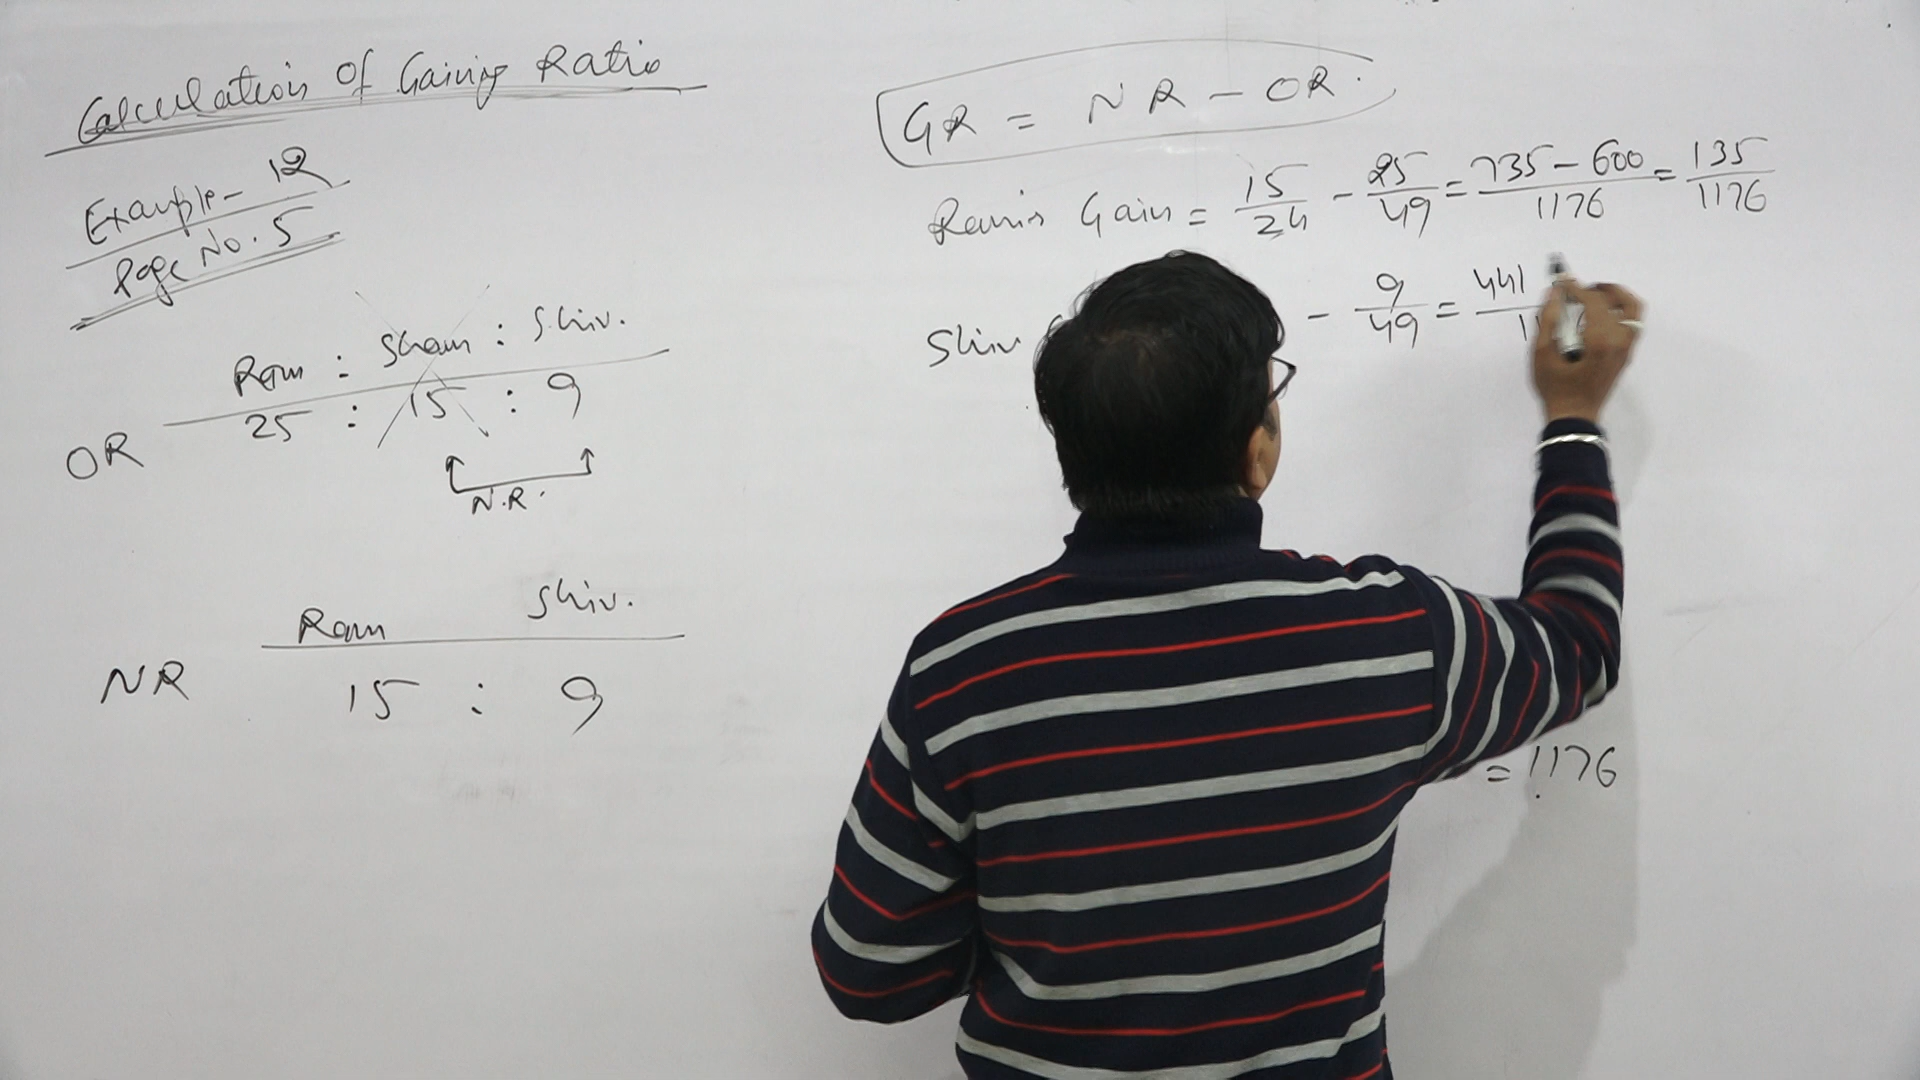 Calculation Of Gaining Ratio
Example- 12
Page No. 5
Ram : Sham : Shiv.
OR 25 : 15 : 9
N.R.
Ram Shiv.
NR 15 : 9
GR = NR - OR.
Ram's Gain = 15/24 - 25/49 = 735 - 600/1176 = 135/1176
Shiv - 9/49 = 441
= 1176